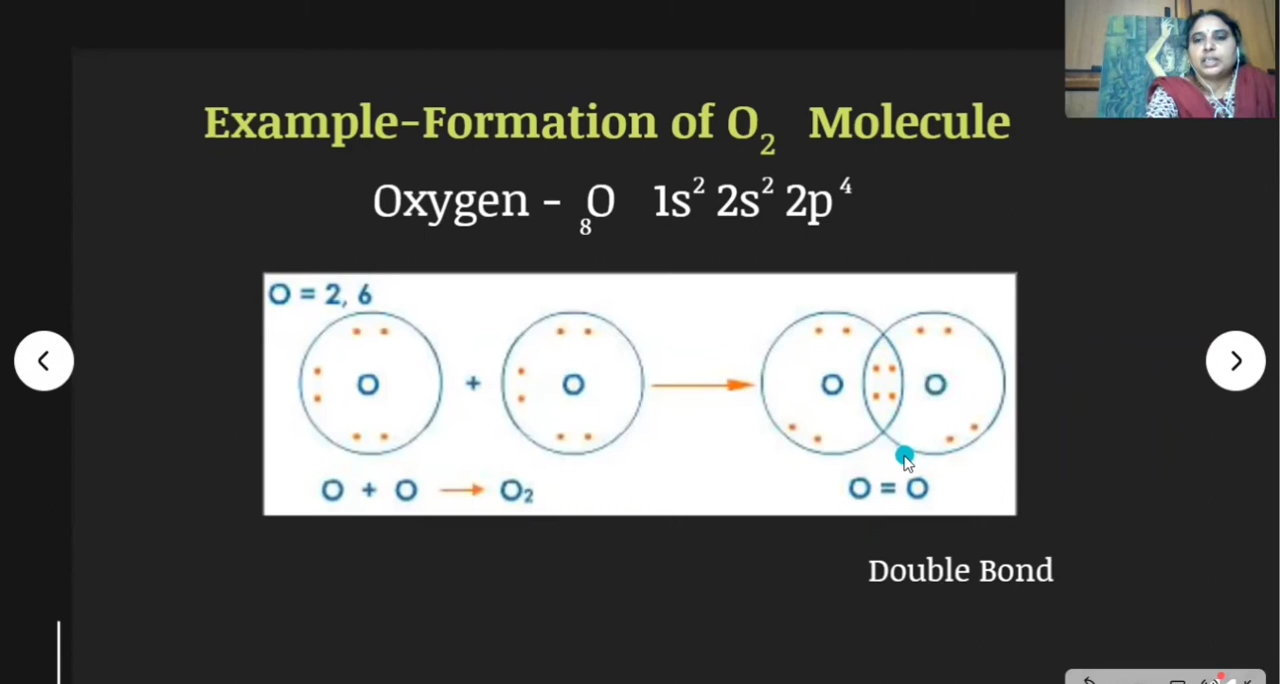 Example-Formation of O₂ Molecule
Oxygen - ₈O 1s² 2s² 2p⁴
O = 2, 6
O + O
O O
O + O → O₂
O = O
Double Bond